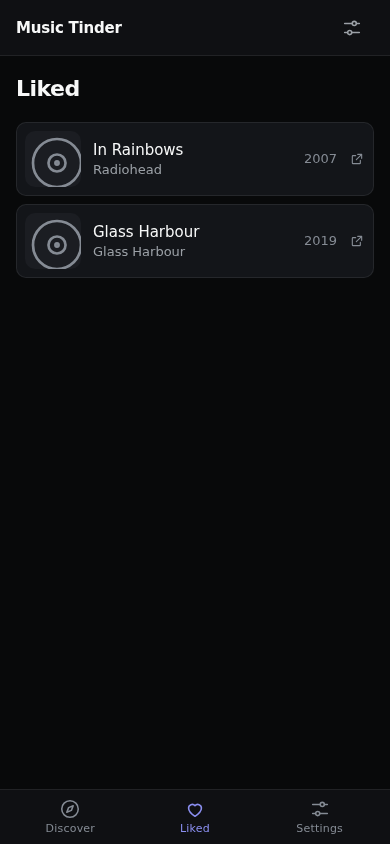 Music Tinder
Liked
In Rainbows
Radiohead
2007
Glass Harbour
Glass Harbour
2019
Discover
Liked
Settings